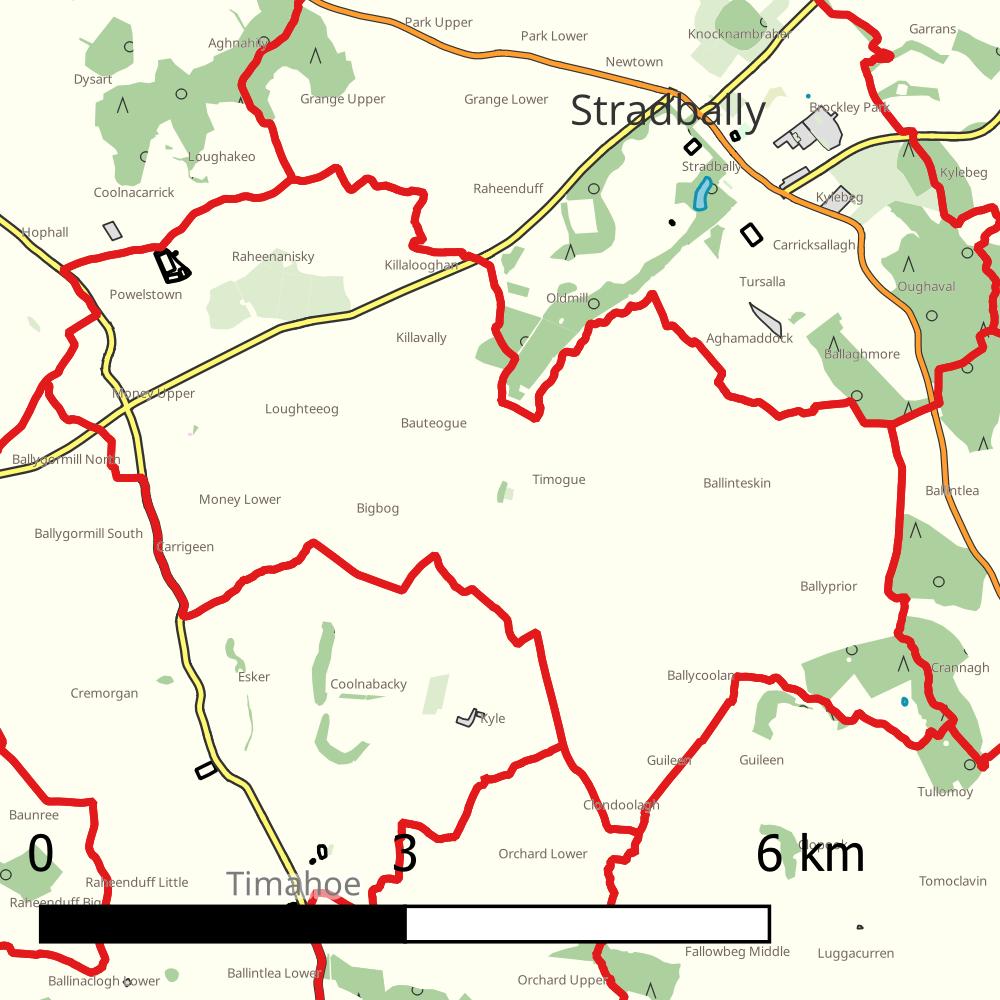 Park Upper
Park Lower
Knocknambraher
Garrans
Aghnahily
Newtown
Dysart
Grange Upper
Grange Lower
Stradbally
Brockley Park
Loughakeo
Stradbally
Kylebeg
Coolnacarrick
Raheenduff
Kylebeg
Hophall
Carricksallagh
Raheenanisky
Killalooghan
Tursalla
Oughaval
Powelstown
Oldmill
Killavally
Aghamaddock
Ballaghmore
Money Upper
Loughteeog
Bauteogue
Ballygormill North
Timogue
Ballinteskin
Ballintlea
Money Lower
Bigbog
Ballygormill South
Carrigeen
Ballyprior
Crannagh
Esker
Coolnabacky
Ballycoolan
Cremorgan
Kyle
Guileen
Guileen
Tullomoy
Clondoolagh
Baunree
0
3
6 km
Clopook
Orchard Lower
Raheenduff Little
Timahoe
Tomoclavin
Raheenduff Big
Fallowbeg Middle
Luggacurren
Ballinaclogh Lower
Ballintlea Lower
Orchard Upper